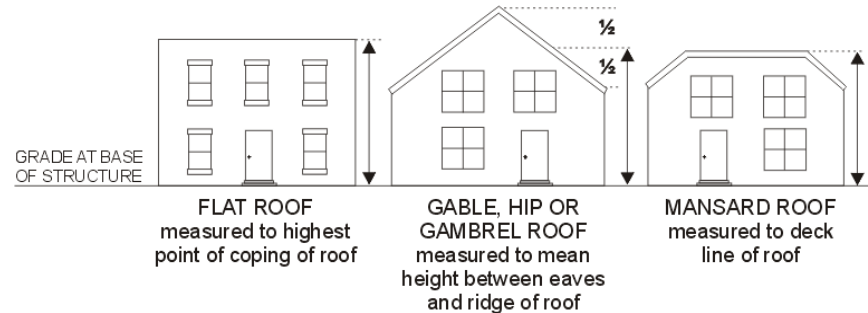 ½
½
GRADE AT BASE
OF STRUCTURE
FLAT ROOF
measured to highest
point of coping of roof
GABLE, HIP OR
GAMBREL ROOF
measured to mean
height between eaves
and ridge of roof
MANSARD ROOF
measured to deck
line of roof